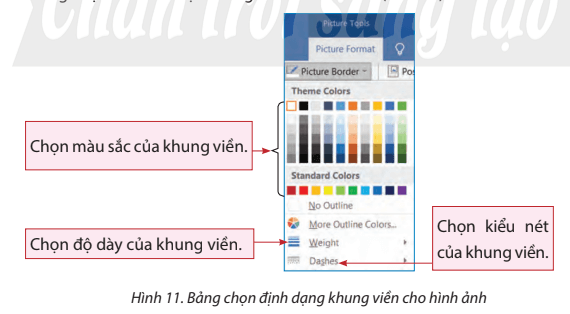 Chân trời sáng tạo
Picture Tools
Picture Format
Picture Border
Pos
Theme Colors
Chọn màu sắc của khung viền.
Standard Colors
No Outline
More Outline Colors...
Chọn độ dày của khung viền.
Weight
Chọn kiểu nét
của khung viền.
Dashes
Hình 11. Bảng chọn định dạng khung viền cho hình ảnh